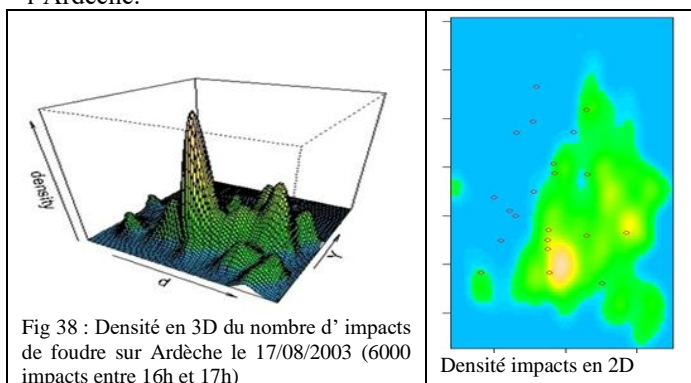 l'Ardèche.
density
d
Y
Fig 38 : Densité en 3D du nombre d' impacts
de foudre sur Ardèche le 17/08/2003 (6000
impacts entre 16h et 17h)
Densité impacts en 2D